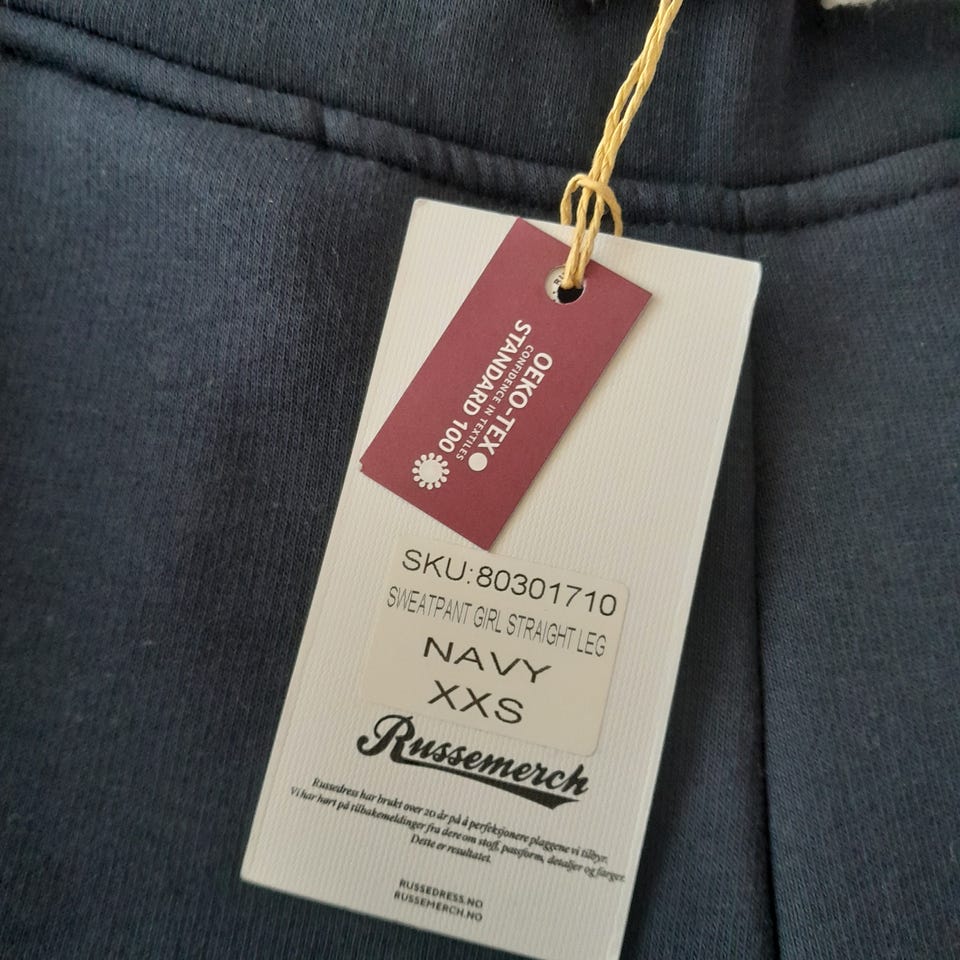 OEKO-TEX
CONFIDENCE IN TEXTILES
STANDARD 100
SKU:80301710
SWEATPANT GIRL STRAIGHT LEG
NAVY
XXS
Russemerch
Russedress har brukt over 20 år på å perfeksjonere plaggene vi tilbyr.
Vi har hørt på tilbakemeldinger fra dere om stoff, passform, detaljer og farger.
Dette er resultatet.
RUSSEDRESS.NO
RUSSEMERCH.NO